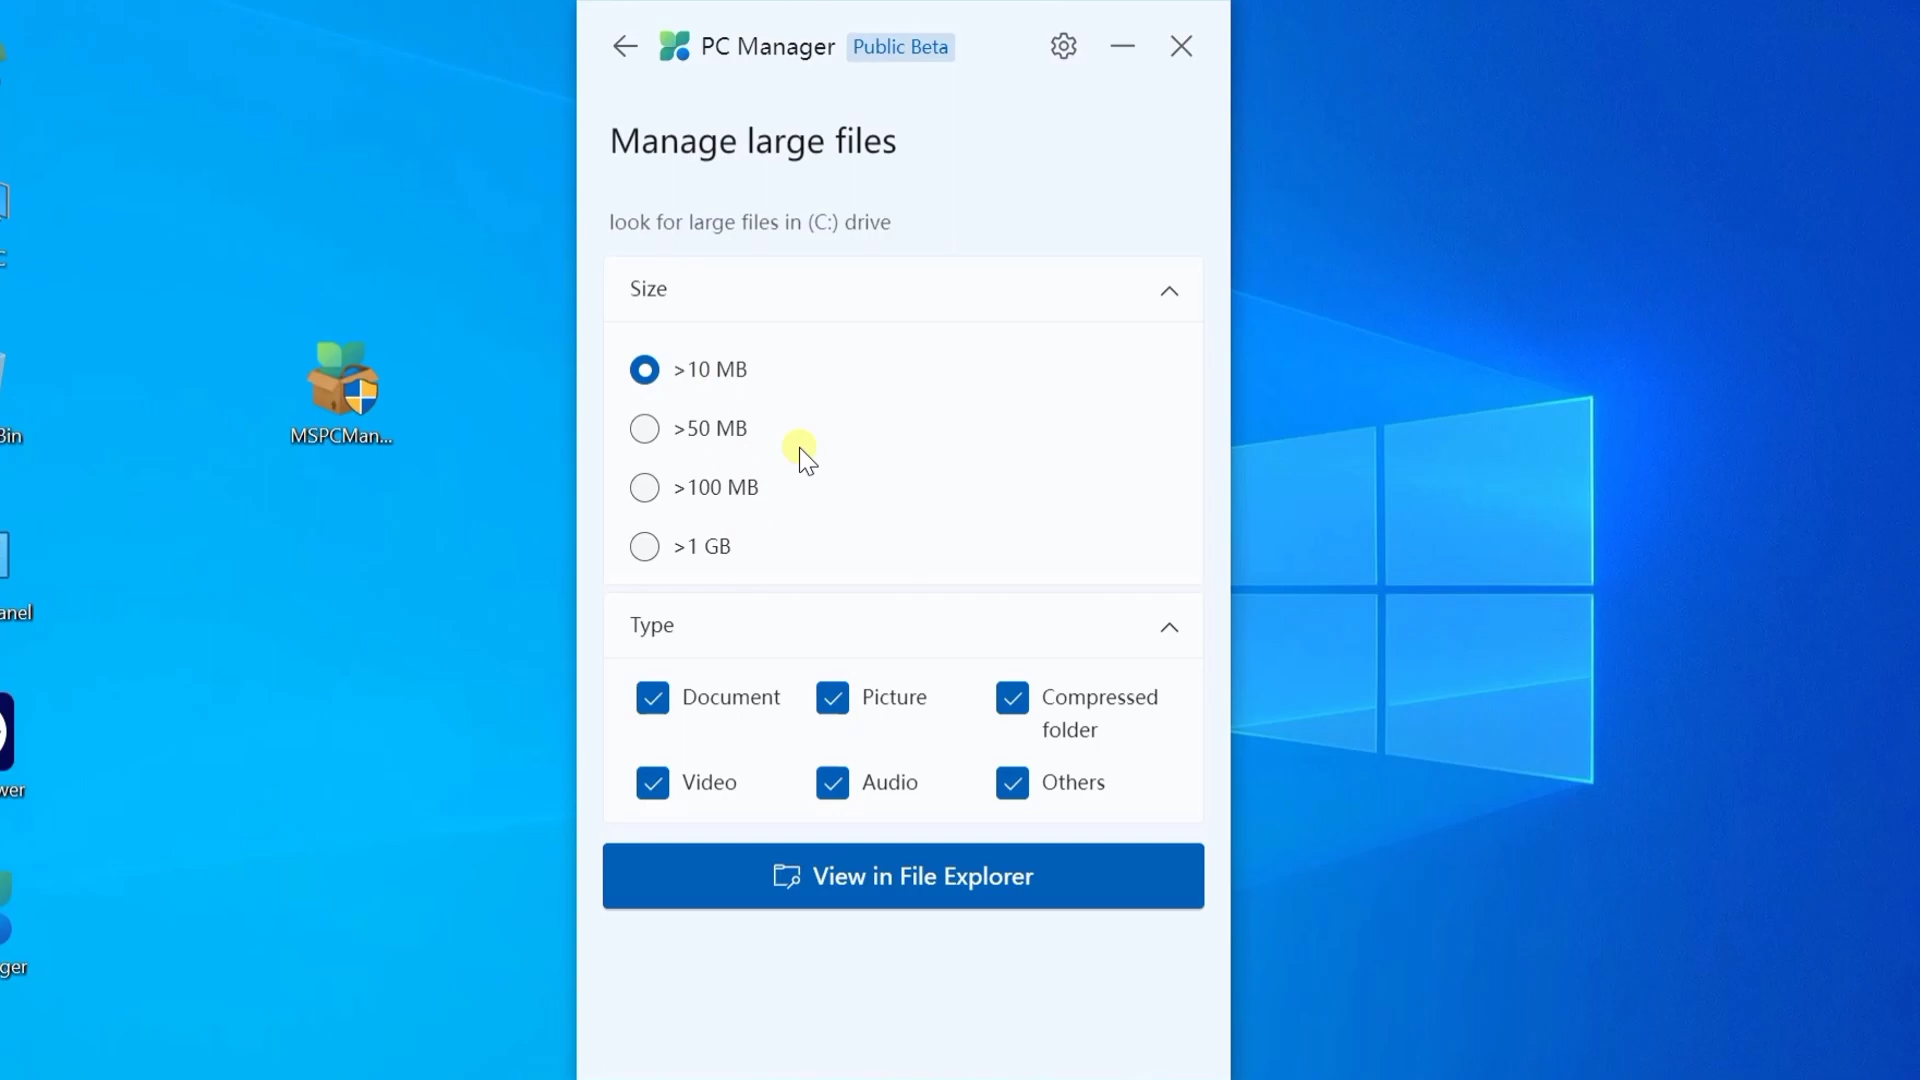 PC Manager Public Beta
Manage large files
look for large files in (C:) drive
Size
>10 MB
>50 MB
>100 MB
>1 GB
Type
Document Picture Compressed folder
Video Audio Others
View in File Explorer
MSPCMan...
Bin
anel
wer
ger